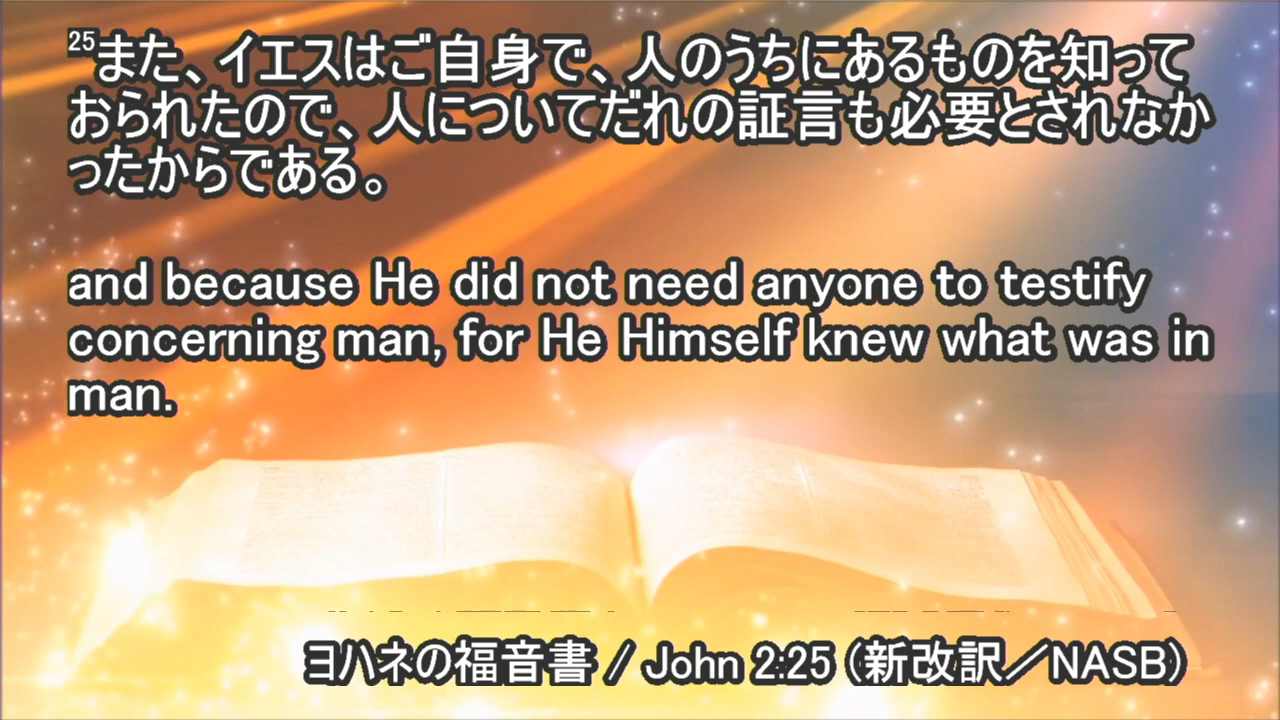 25また、イエスはご自身で、人のうちにあるものを知って
おられたので、人についてだれの証言も必要とされなか
ったからである。
and because He did not need anyone to testify
concerning man, for He Himself knew what was in
man.
ヨハネの福音書 / John 2:25 (新改訳／NASB)